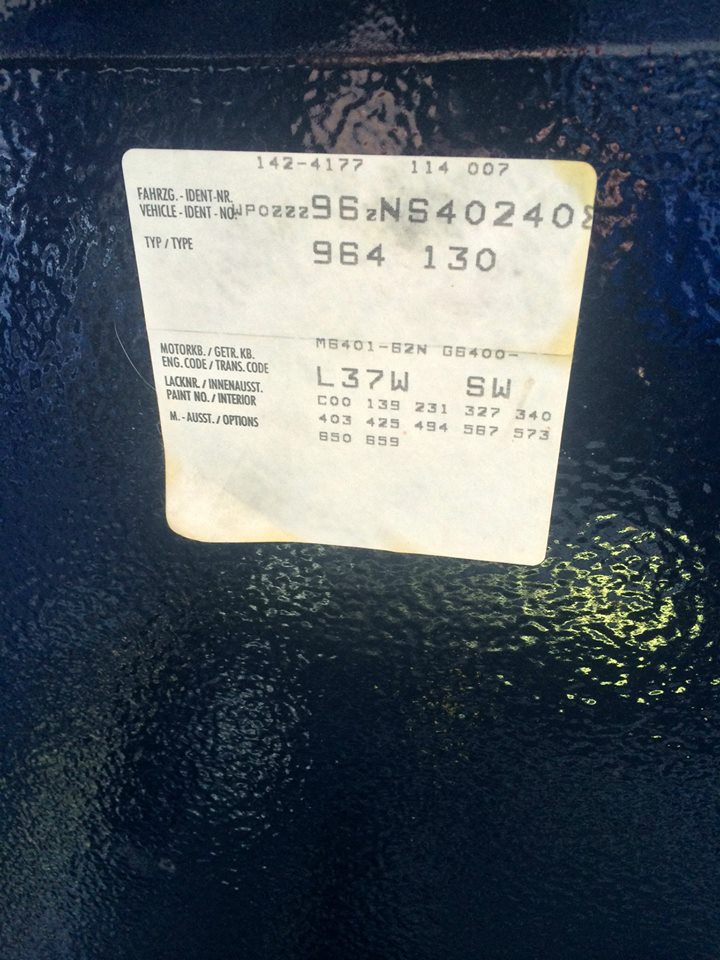 142-4177 114 007
FAHRZG.-IDENT-NR.
VEHICLE-IDENT-NO. WP0ZZZ96ZNS402408
TYP/TYPE 964 130
MOTORKB./GETR.KB. M6401-62N G6400-
ENG.CODE/TRANS.CODE
LACKNR./INNENAUSST. L37W SW
PAINT NO./INTERIOR C00 139 231 327 340
M.-AUSST./OPTIONS 403 425 494 567 573
650 659